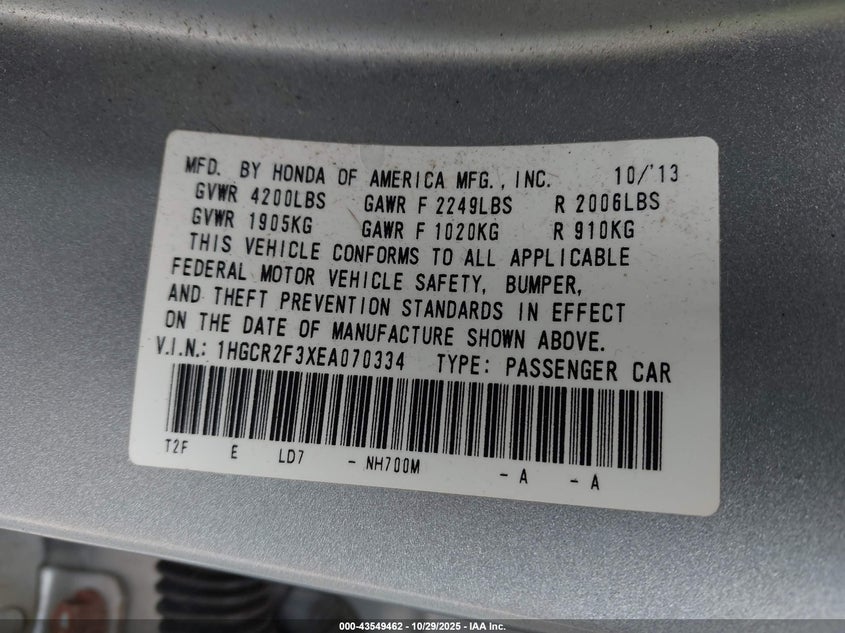 MFD. BY HONDA OF AMERICA MFG., INC. 10/'13
GVWR 4200LBS GAWR F 2249LBS R 2006LBS
GVWR 1905KG GAWR F 1020KG R 910KG
THIS VEHICLE CONFORMS TO ALL APPLICABLE
FEDERAL MOTOR VEHICLE SAFETY, BUMPER,
AND THEFT PREVENTION STANDARDS IN EFFECT
ON THE DATE OF MANUFACTURE SHOWN ABOVE.
V.I.N.: 1HGCR2F3XEA070334 TYPE: PASSENGER CAR
T2F E LD7 - NH700M - A - A
000-43549462 - 10/29/2025 - IAA Inc.